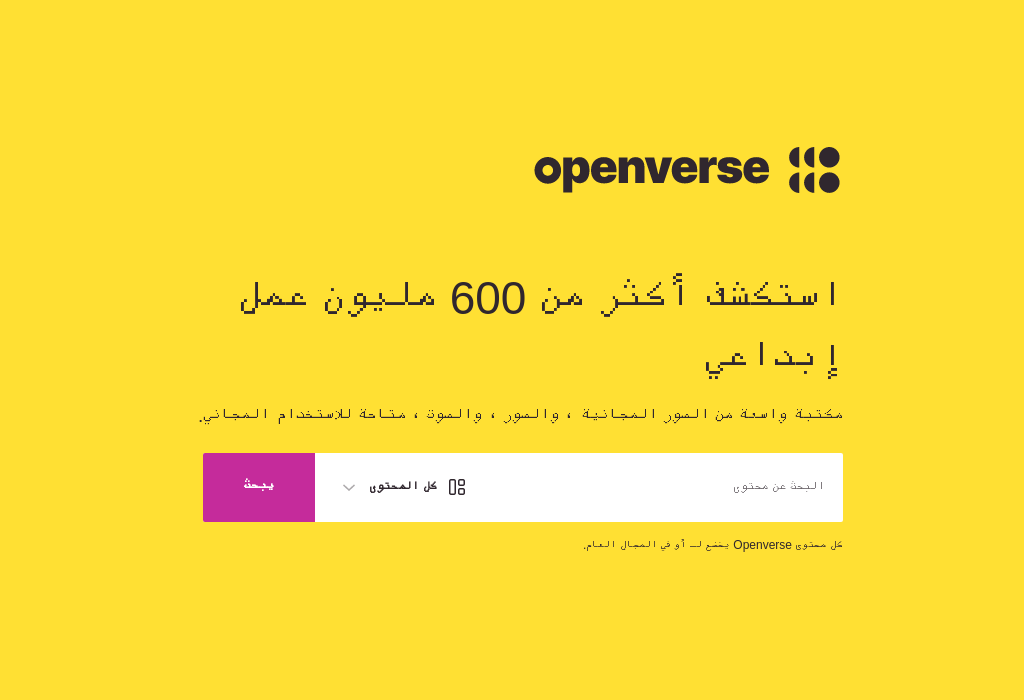 openverse
استكشف أكثر من 600 مليون عمل
إبداعي
مكتبة واسعة من الصور المجانية ، والصور ، والصوت ، متاحة للاستخدام المجاني.
البحث عن محتوى
كل المحتوى
يبحث
كل محتوى Openverse يخضع لـ أو في المجال العام.